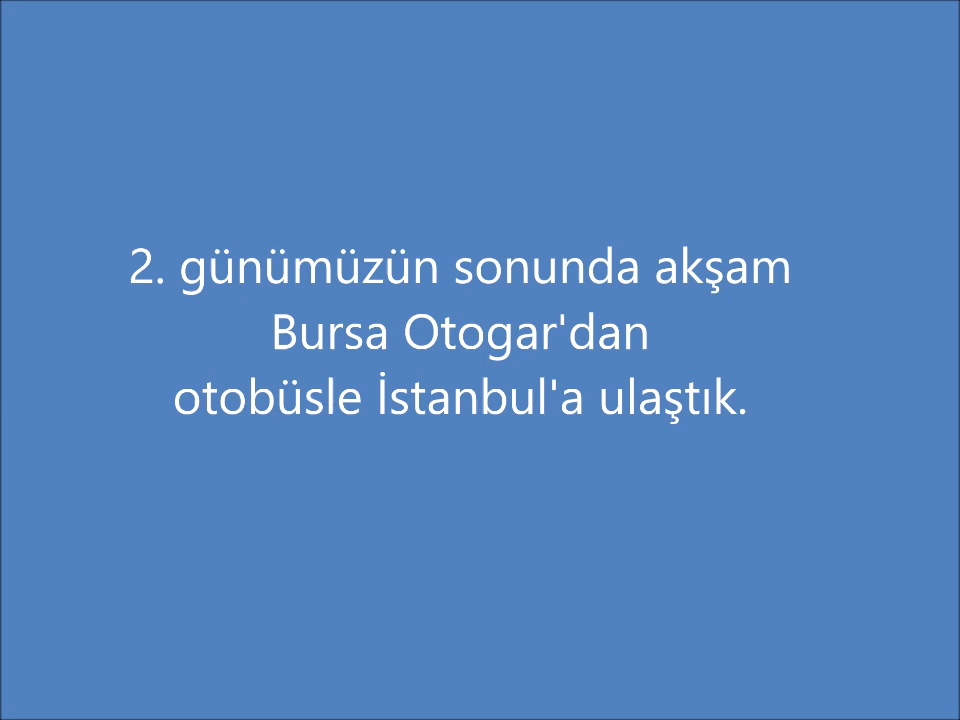 2. günümüzün sonunda akşam
Bursa Otogar'dan
otobüsle İstanbul'a ulaştık.